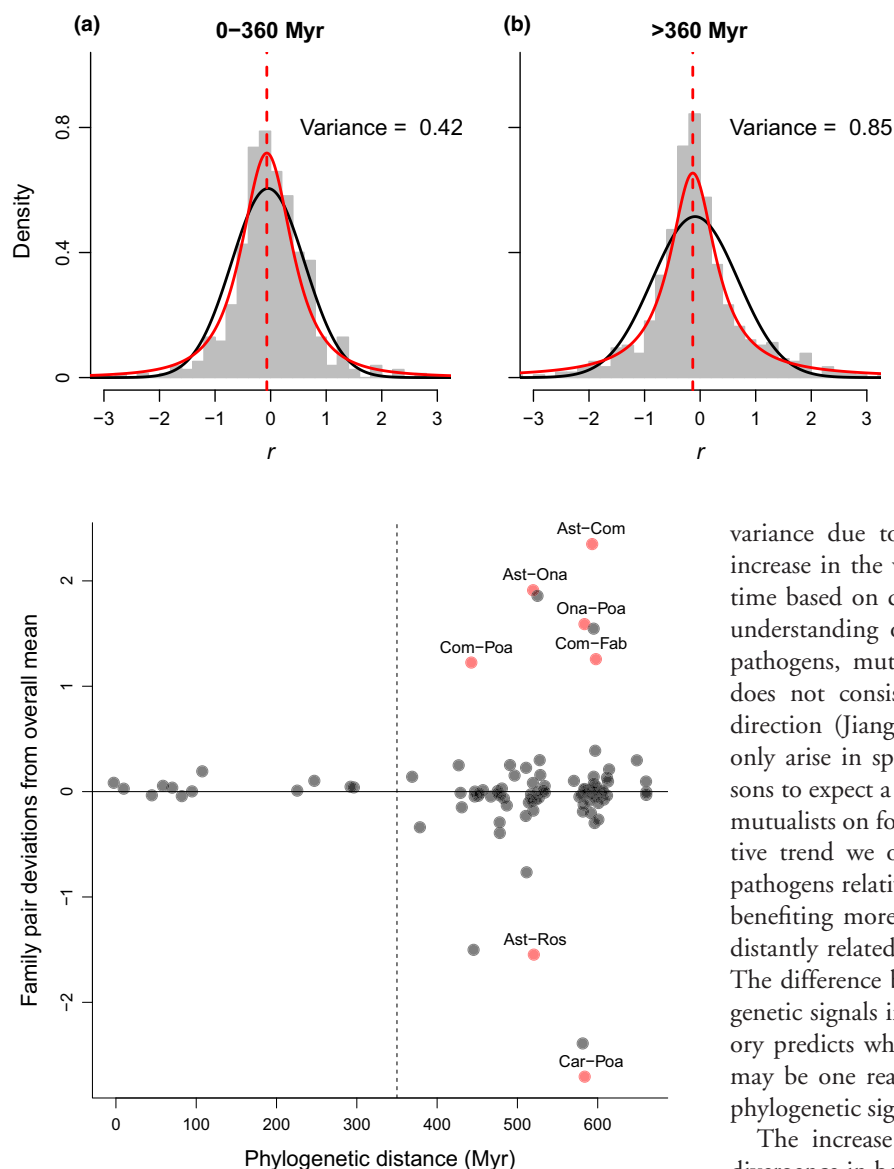 (a)
0−360 Myr
(b)
>360 Myr
Variance = 0.42
Variance = 0.85
Density
0.8
0.4
0
−3 −2 −1 0 1 2 3
−3 −2 −1 0 1 2 3
r
r
Family pair deviations from overall mean
2
1
0
−1
−2
Ast−Com
Ast−Ona
Ona−Poa
Com−Poa
Com−Fab
Ast−Ros
Car−Poa
0 100 200 300 400 500 600
Phylogenetic distance (Myr)
variance due to
increase in the
time based on
understanding
pathogens, mut
does not consis
direction (Jiang
only arise in sp
sons to expect a
mutualists on fo
tive trend we o
pathogens relati
benefiting more
distantly related
The difference b
genetic signals i
ory predicts wh
may be one rea
phylogenetic sig
The increase